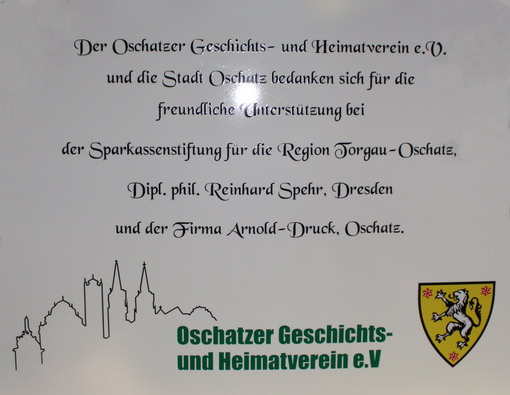 Der Oschatzer Geschichts- und Heimatverein e.V.
und die Stadt Oschatz bedanken sich für die
freundliche Unterstützung bei
der Sparkassenstiftung für die Region Torgau-Oschatz,
Dipl. phil. Reinhard Spehr, Dresden
und der Firma Arnold-Druck, Oschatz.
Oschatzer Geschichts-
und Heimatverein e.V